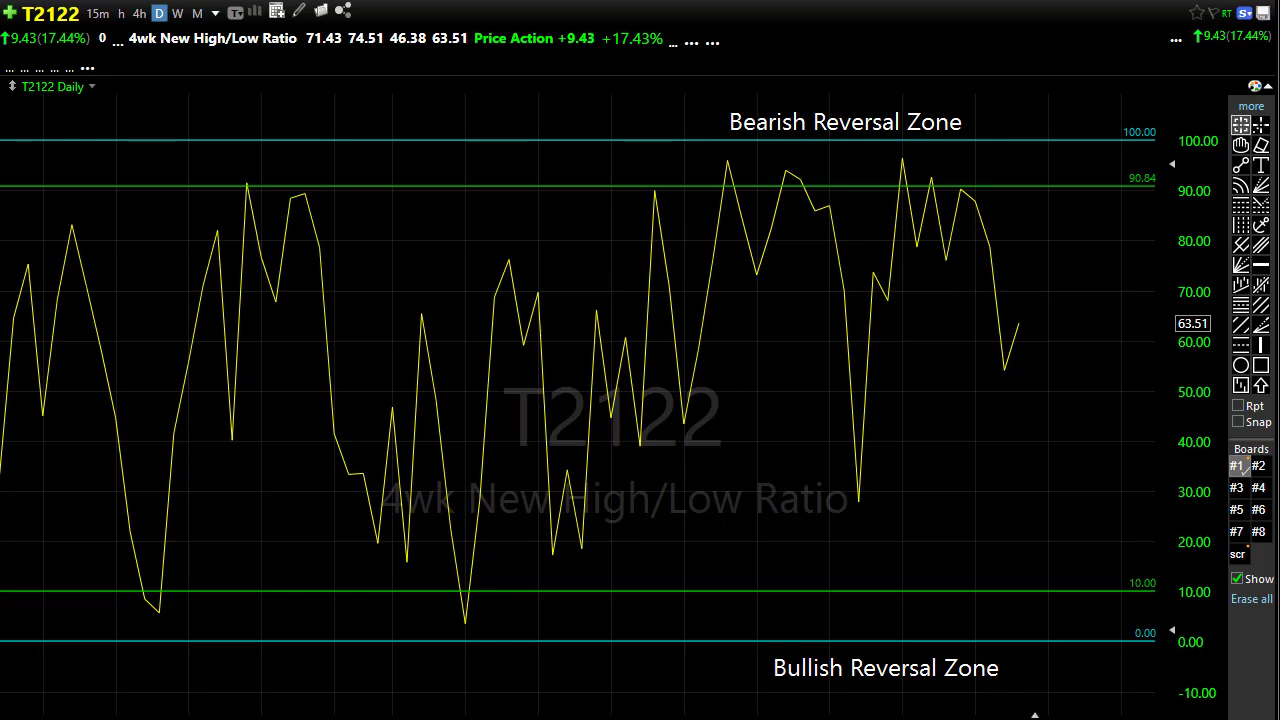 T2122 15m h 4h D W M T
RT S
9.43(17.44%) 0 ... 4wk New High/Low Ratio 71.43 74.51 46.38 63.51 Price Action +9.43 +17.43% ... ... ...
... 9.43(17.44%)
... ... ... ... ... ...
T2122 Daily
more
Bearish Reversal Zone
100.00
100.00
90.84
90.00
80.00
70.00
63.51
60.00
50.00
40.00
30.00
20.00
10.00
10.00
0.00
0.00
-10.00
T2122
4wk New High/Low Ratio
Bullish Reversal Zone
T
Rpt
Snap
Boards
#1 #2
#3 #4
#5 #6
#7 #8
scr
Show
Erase all